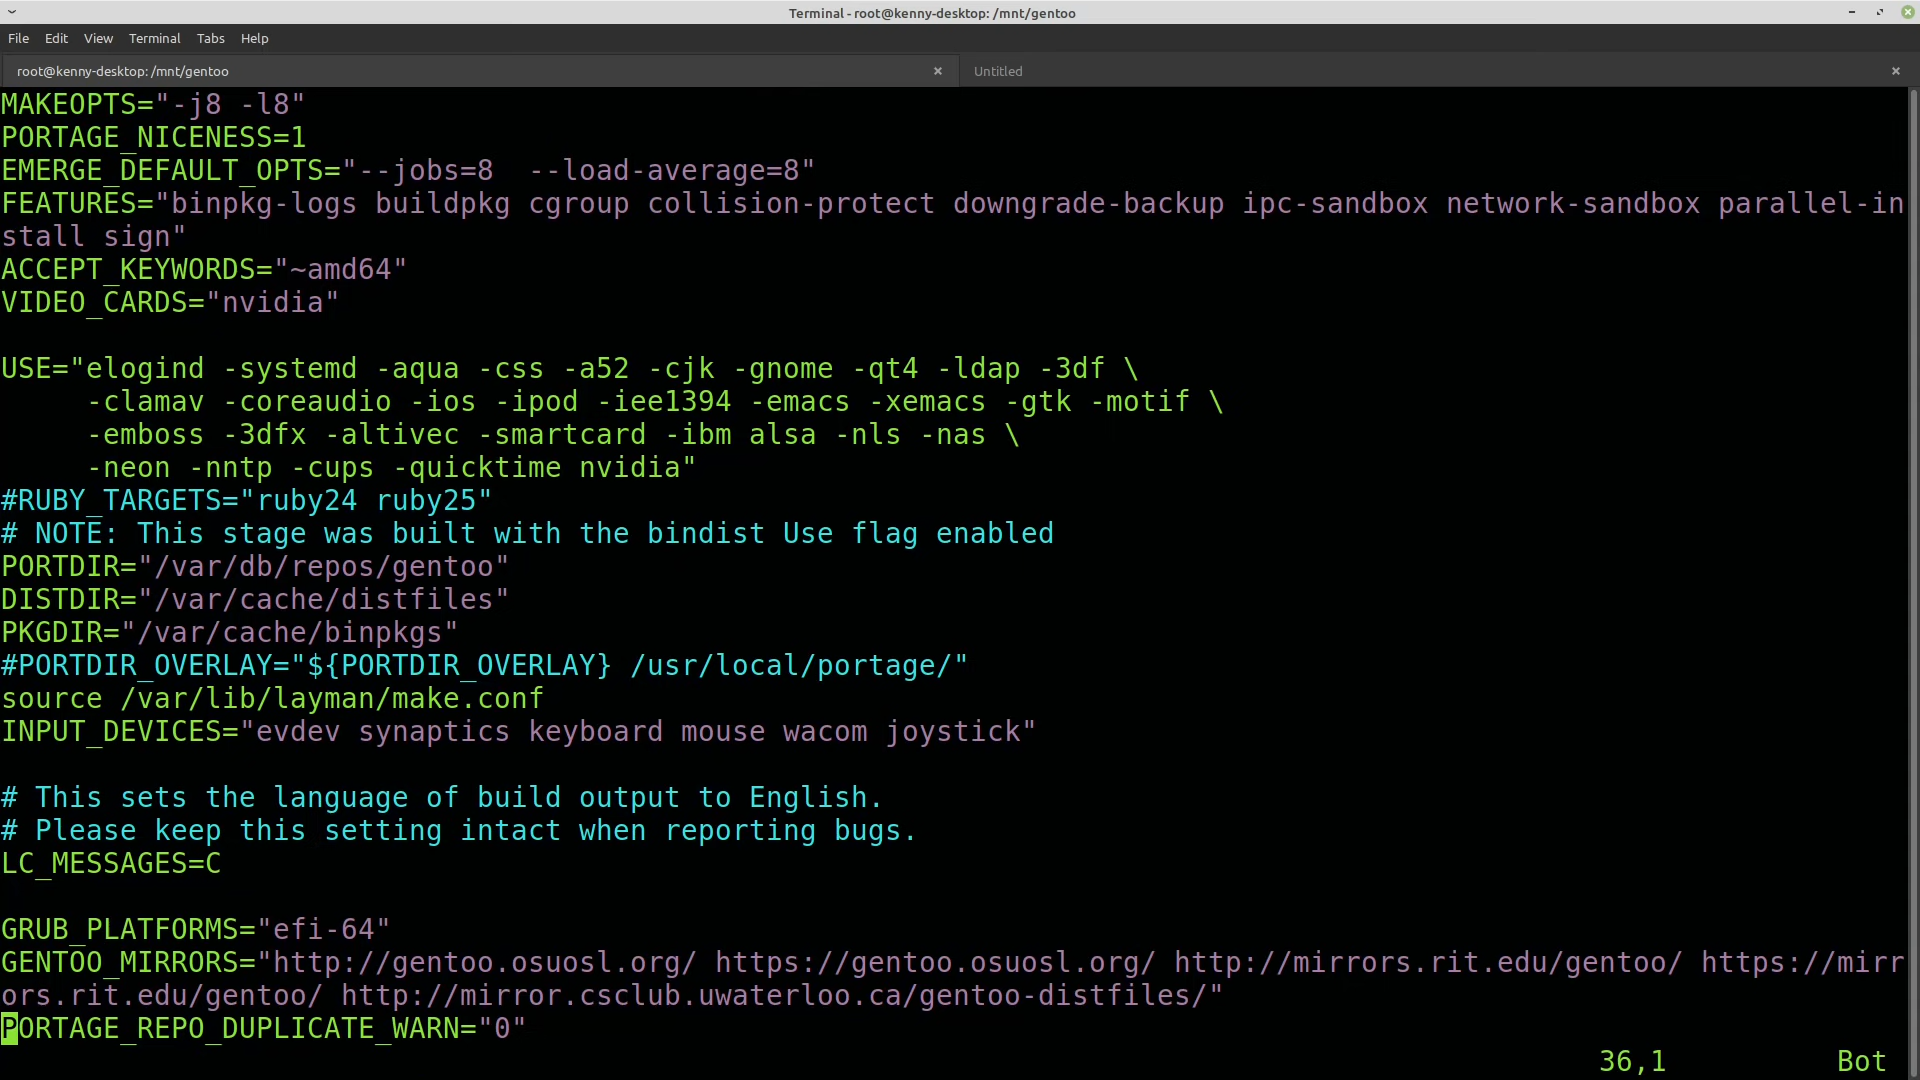 Terminal - root@kenny-desktop: /mnt/gentoo
File Edit View Terminal Tabs Help
root@kenny-desktop: /mnt/gentoo × Untitled ×
MAKEOPTS="-j8 -l8"
PORTAGE_NICENESS=1
EMERGE_DEFAULT_OPTS="--jobs=8  --load-average=8"
FEATURES="binpkg-logs buildpkg cgroup collision-protect downgrade-backup ipc-sandbox network-sandbox parallel-in
stall sign"
ACCEPT_KEYWORDS="~amd64"
VIDEO_CARDS="nvidia"

USE="elogind -systemd -aqua -css -a52 -cjk -gnome -qt4 -ldap -3df \
     -clamav -coreaudio -ios -ipod -iee1394 -emacs -xemacs -gtk -motif \
     -emboss -3dfx -altivec -smartcard -ibm alsa -nls -nas \
     -neon -nntp -cups -quicktime nvidia"
#RUBY_TARGETS="ruby24 ruby25"
# NOTE: This stage was built with the bindist Use flag enabled
PORTDIR="/var/db/repos/gentoo"
DISTDIR="/var/cache/distfiles"
PKGDIR="/var/cache/binpkgs"
#PORTDIR_OVERLAY="${PORTDIR_OVERLAY} /usr/local/portage/"
source /var/lib/layman/make.conf
INPUT_DEVICES="evdev synaptics keyboard mouse wacom joystick"

# This sets the language of build output to English.
# Please keep this setting intact when reporting bugs.
LC_MESSAGES=C

GRUB_PLATFORMS="efi-64"
GENTOO_MIRRORS="http://gentoo.osuosl.org/ https://gentoo.osuosl.org/ http://mirrors.rit.edu/gentoo/ https://mirr
ors.rit.edu/gentoo/ http://mirror.csclub.uwaterloo.ca/gentoo-distfiles/"
PORTAGE_REPO_DUPLICATE_WARN="0"
36,1 Bot